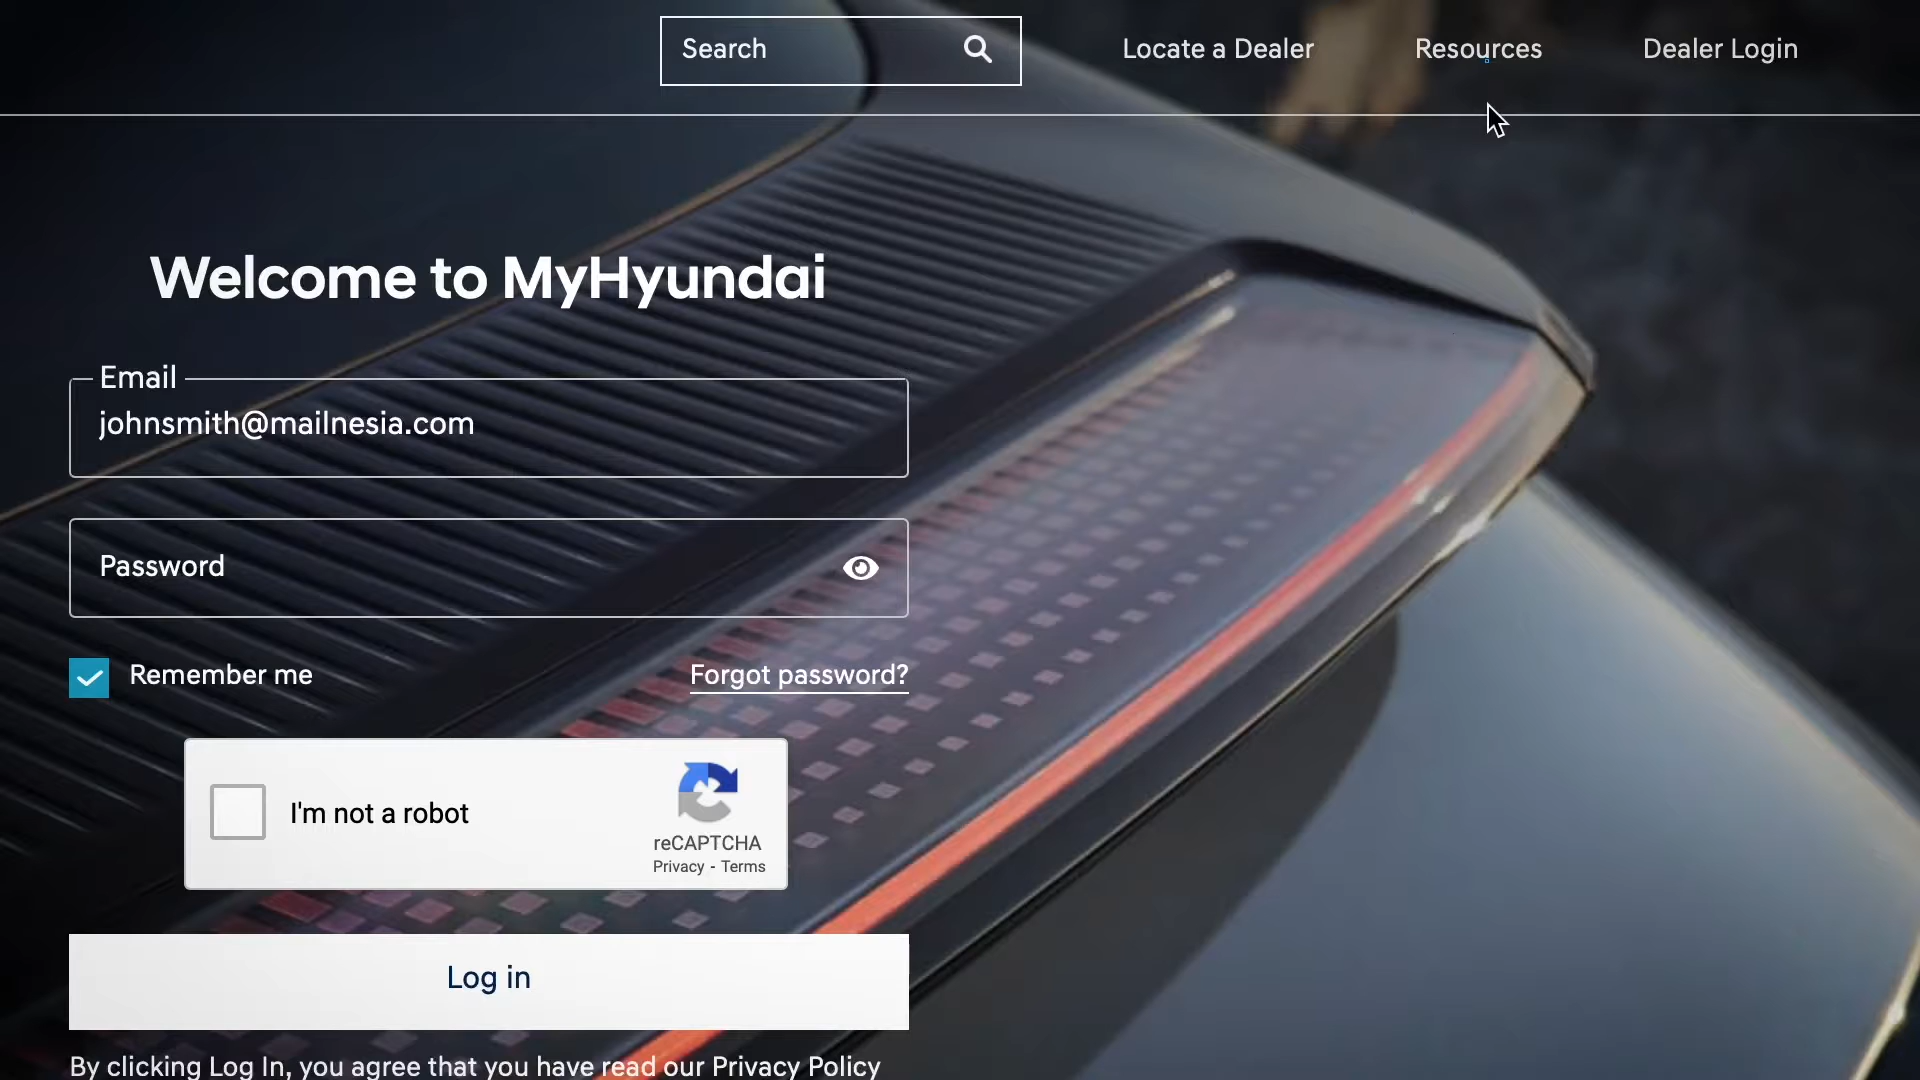 Search
Locate a Dealer
Resources
Dealer Login
Welcome to MyHyundai
Email
johnsmith@mailnesia.com
Password
Remember me
Forgot password?
I'm not a robot
reCAPTCHA
Privacy - Terms
Log in
By clicking Log In, you agree that you have read our Privacy Policy